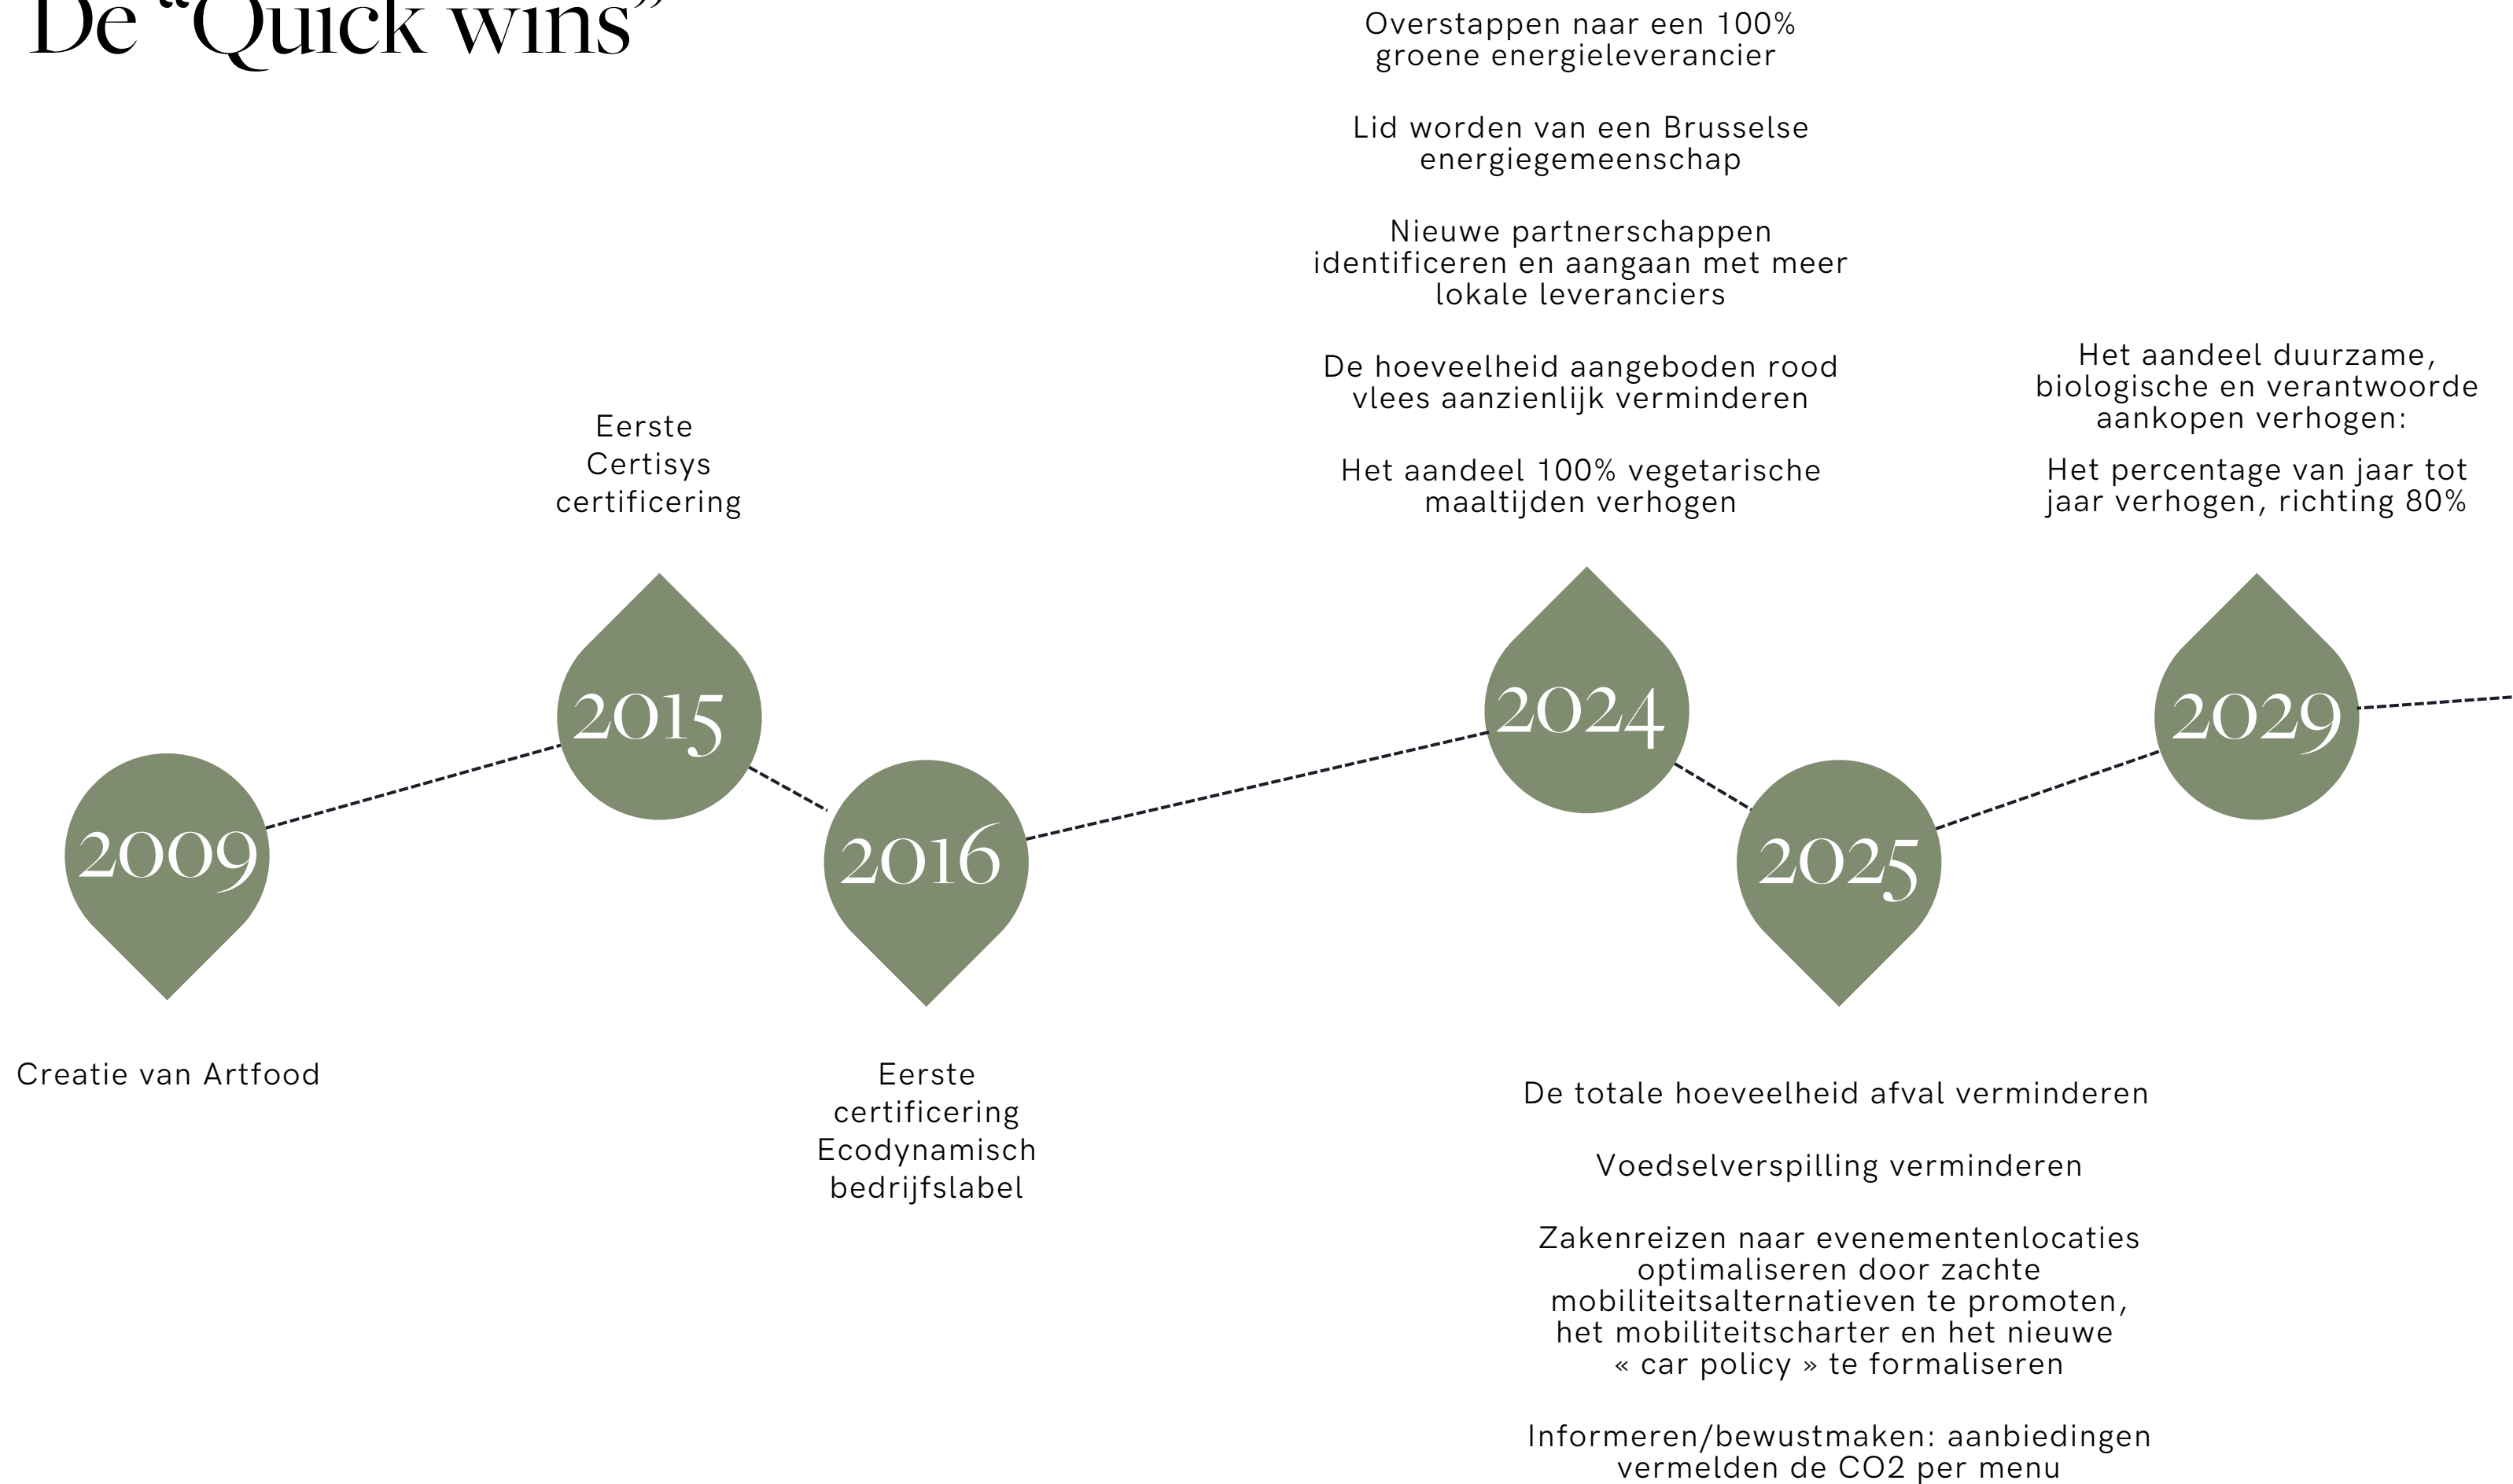 De “Quick wins”
Overstappen naar een 100%
groene energieleverancier
Lid worden van een Brusselse
energiegemeenschap
Nieuwe partnerschappen
identificeren en aangaan met meer
lokale leveranciers
De hoeveelheid aangeboden rood
vlees aanzienlijk verminderen
Het aandeel 100% vegetarische
maaltijden verhogen
Het aandeel duurzame,
biologische en verantwoorde
aankopen verhogen:
Het percentage van jaar tot
jaar verhogen, richting 80%
Eerste
Certisys
certificering
2009
2015
2016
2024
2025
2029
Creatie van Artfood
Eerste
certificering
Ecodynamisch
bedrijfslabel
De totale hoeveelheid afval verminderen
Voedselverspilling verminderen
Zakenreizen naar evenementenlocaties
optimaliseren door zachte
mobiliteitsalternatieven te promoten,
het mobiliteitscharter en het nieuwe
« car policy » te formaliseren
Informeren/bewustmaken: aanbiedingen
vermelden de CO2 per menu